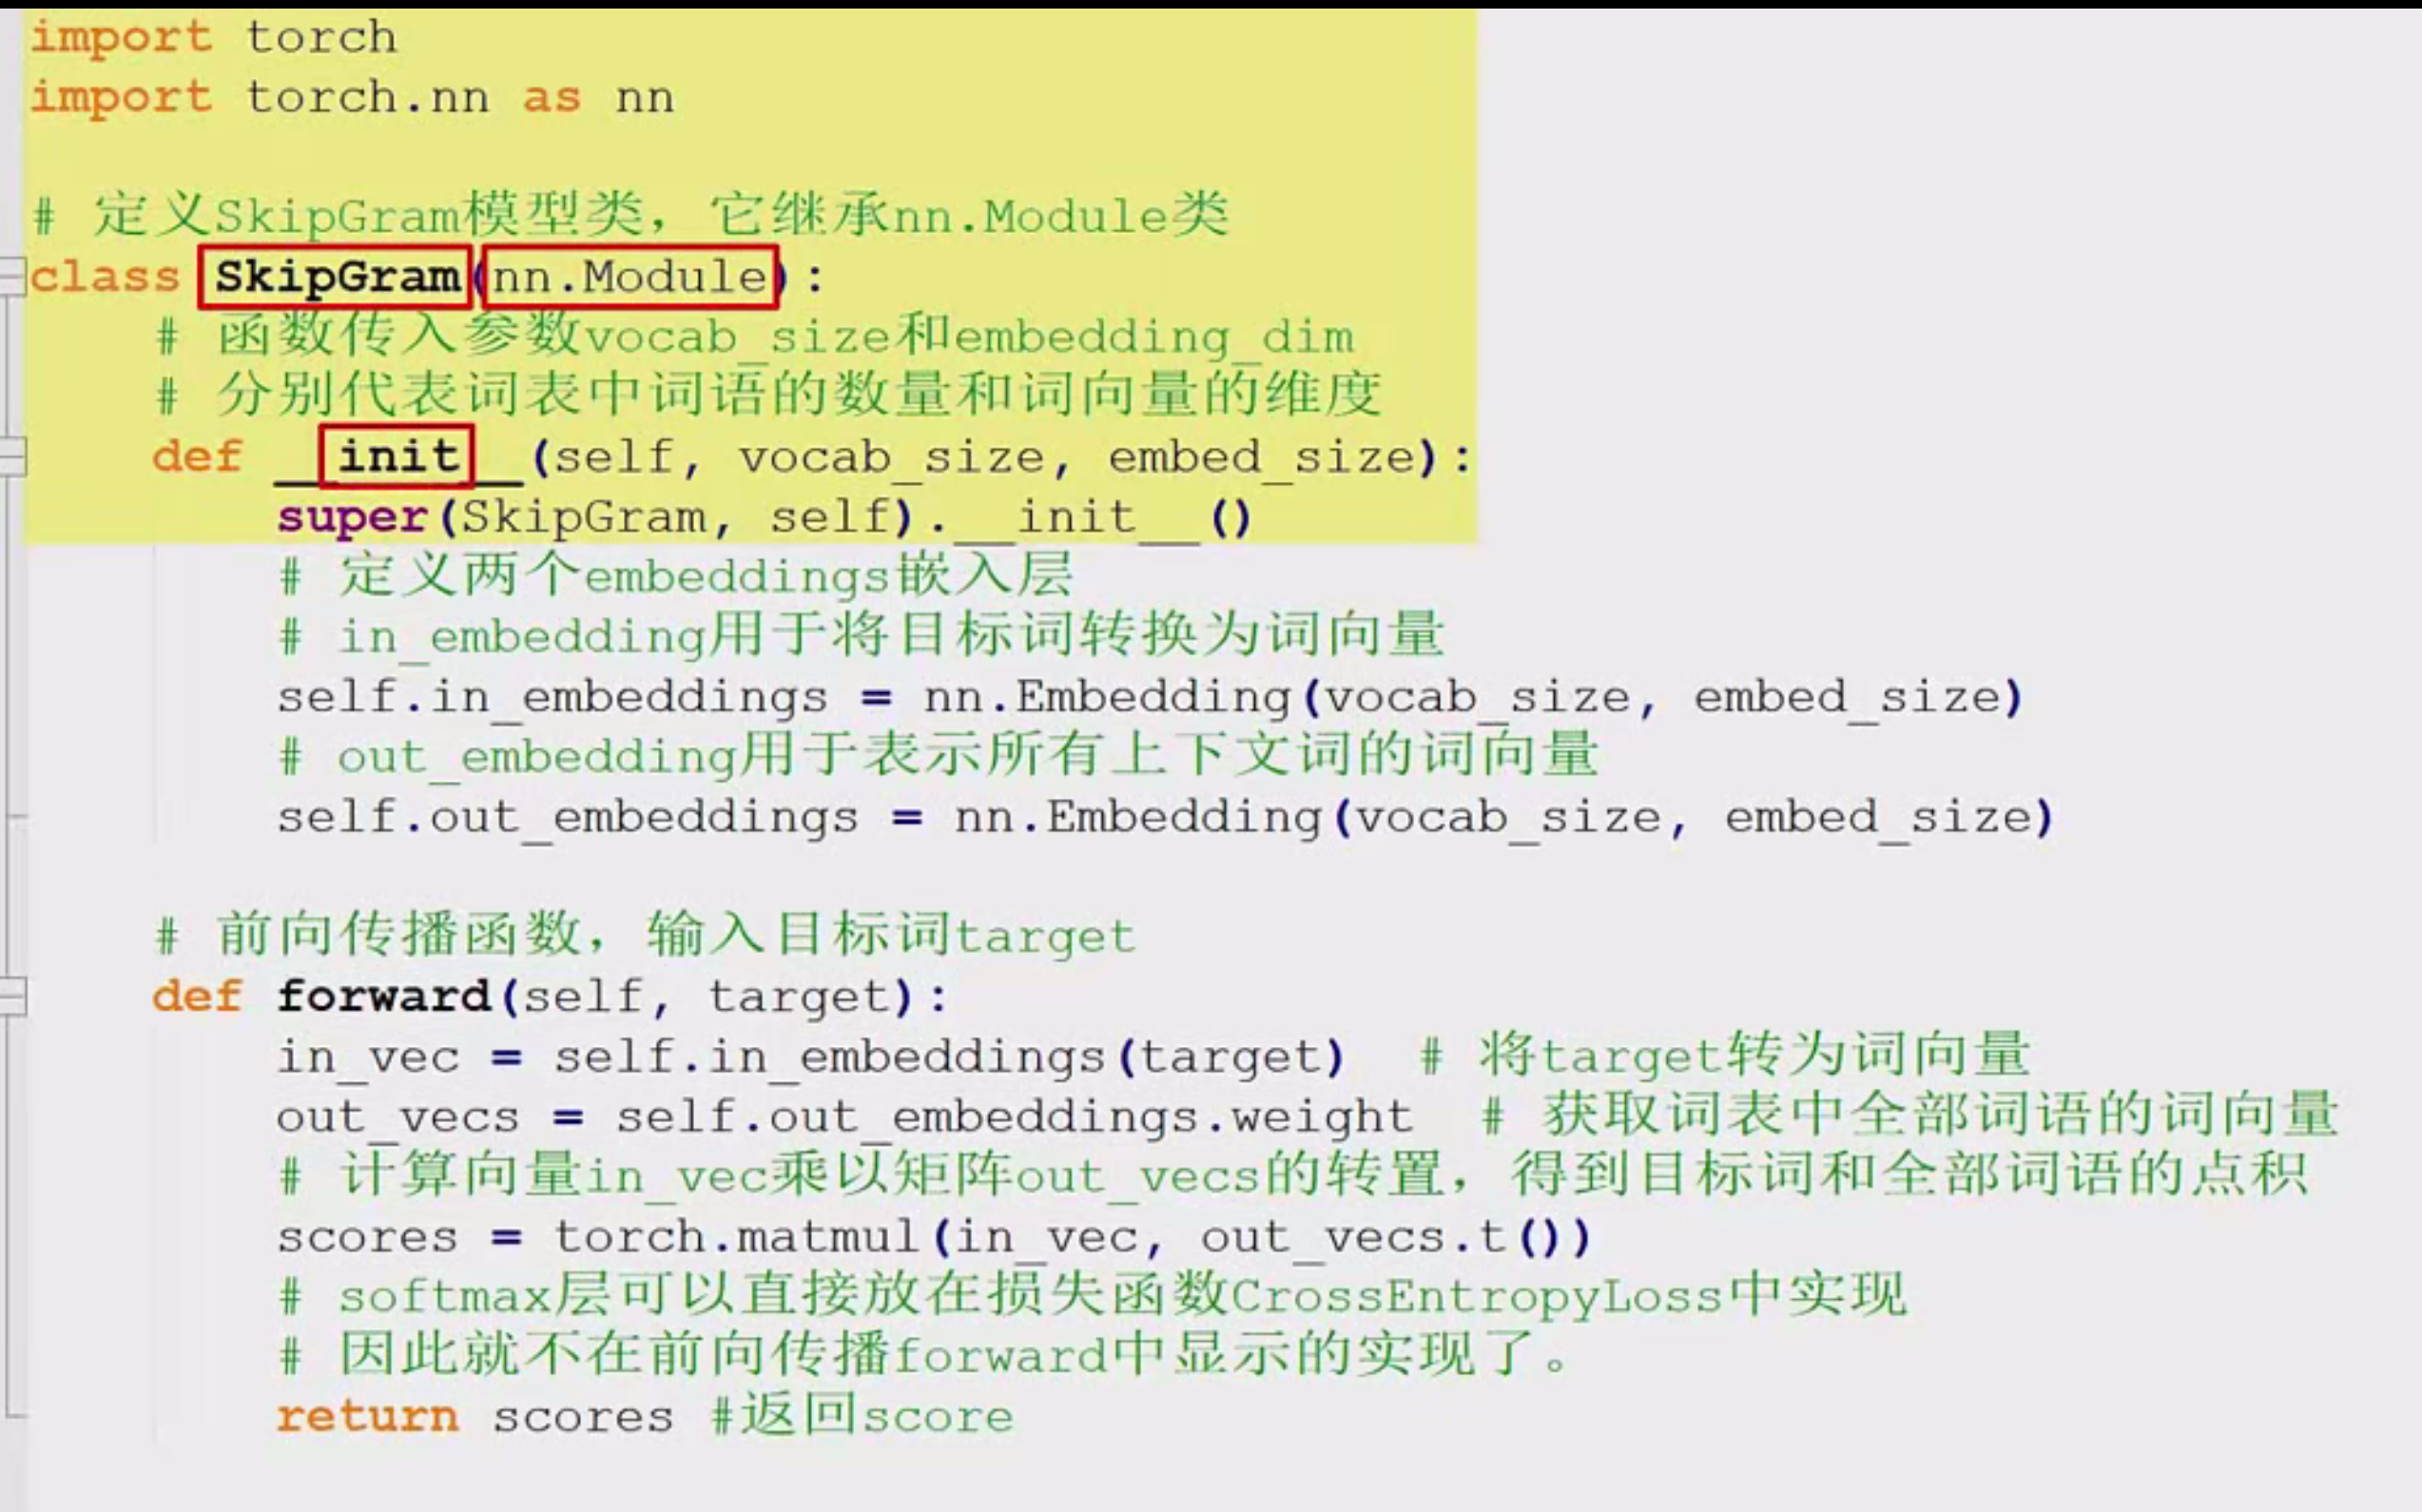 import torch
import torch.nn as nn
# 定义SkipGram模型类，它继承nn.Module类
class SkipGram(nn.Module):
    # 函数传入参数vocab_size和embedding_dim
    # 分别代表词表中词语的数量和词向量的维度
    def __init__(self, vocab_size, embed_size):
        super(SkipGram, self).__init__()
        # 定义两个embeddings嵌入层
        # in_embedding用于将目标词转换为词向量
        self.in_embeddings = nn.Embedding(vocab_size, embed_size)
        # out_embedding用于表示所有上下文词的词向量
        self.out_embeddings = nn.Embedding(vocab_size, embed_size)
    # 前向传播函数，输入目标词target
    def forward(self, target):
        in_vec = self.in_embeddings(target)  # 将target转为词向量
        out_vecs = self.out_embeddings.weight  # 获取词表中全部词语的词向量
        # 计算向量in_vec乘以矩阵out_vecs的转置，得到目标词和全部词语的点积
        scores = torch.matmul(in_vec, out_vecs.t())
        # softmax层可以直接放在损失函数CrossEntropyLoss中实现
        # 因此就不在前向传播forward中显示的实现了。
        return scores #返回score